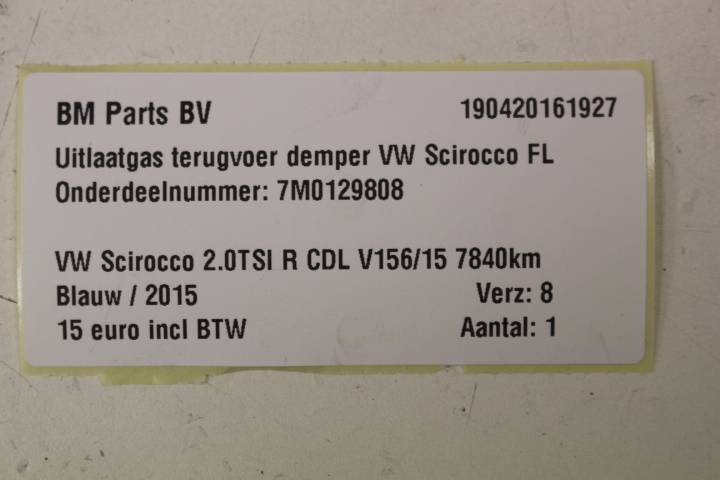 BM Parts BV 190420161927
Uitlaatgas terugvoer demper VW Scirocco FL
Onderdeelnummer: 7M0129808
VW Scirocco 2.0TSI R CDL V156/15 7840km
Blauw / 2015 Verz: 8
15 euro incl BTW Aantal: 1